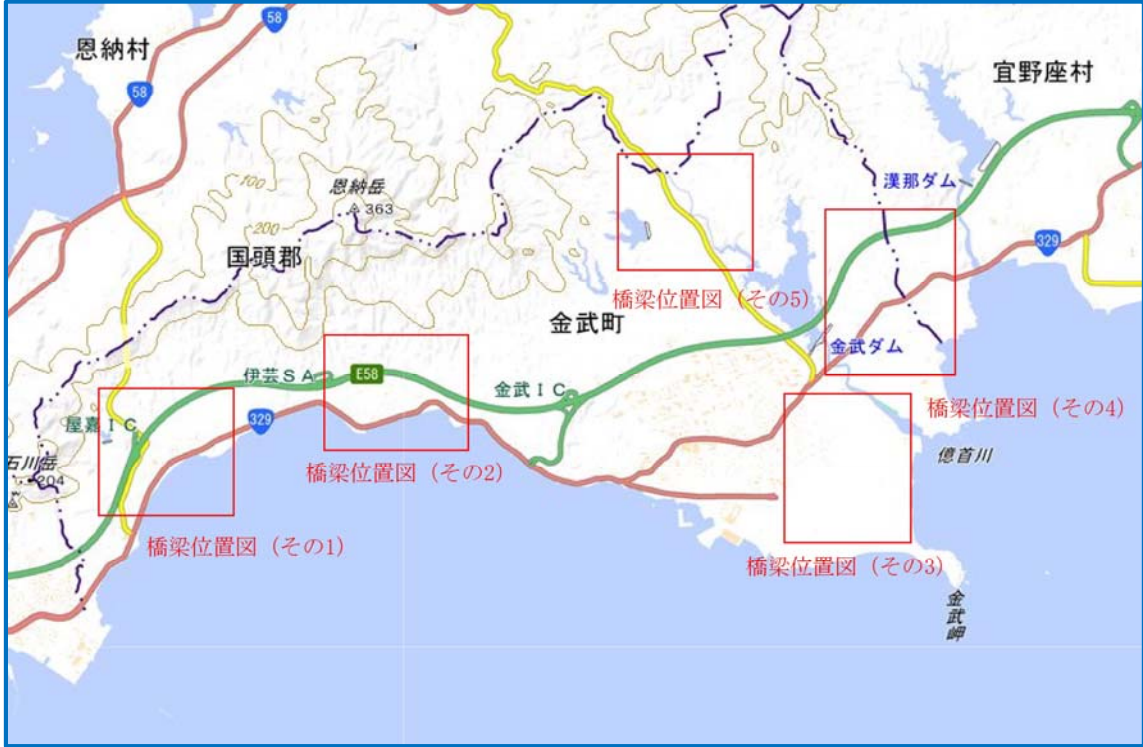 58
恩納村
58
宜野座村
100
恩納岳
363
漢那ダム
200
国頭郡
329
橋梁位置図（その5）
金武町
金武ダム
伊芸ＳＡ
E58
金武ＩＣ
橋梁位置図（その4）
屋嘉ＩＣ
329
億首川
石川岳
204
橋梁位置図（その2）
橋梁位置図（その1）
橋梁位置図（その3）
金武岬